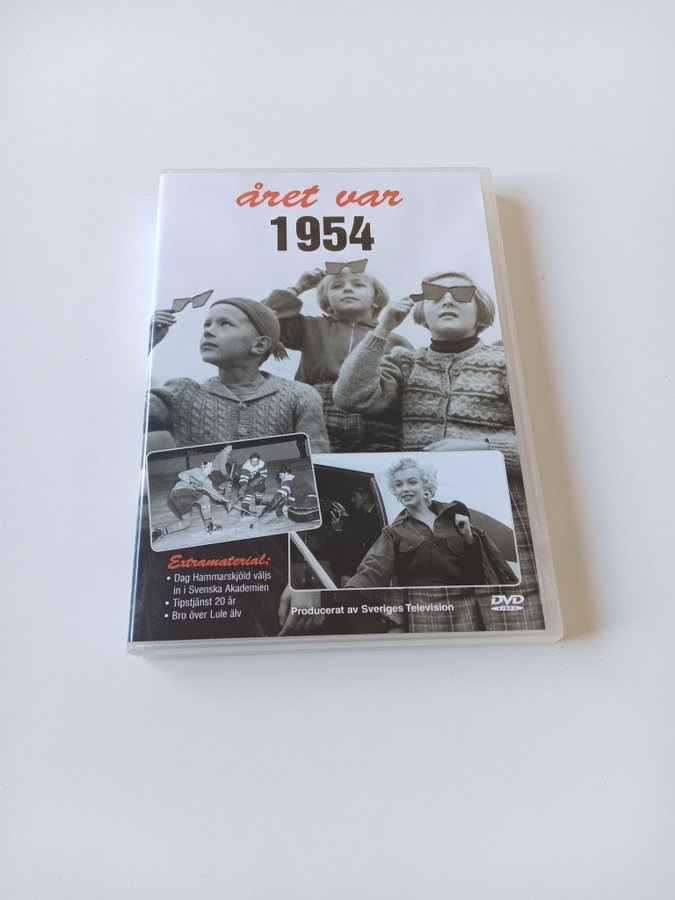 året var
1954
Extramaterial:
• Dag Hammarskjöld väljs
in i Svenska Akademien
• Tipstjänst 20 år
• Bro över Lule älv
Producerat av Sveriges Television
DVD
VIDEO